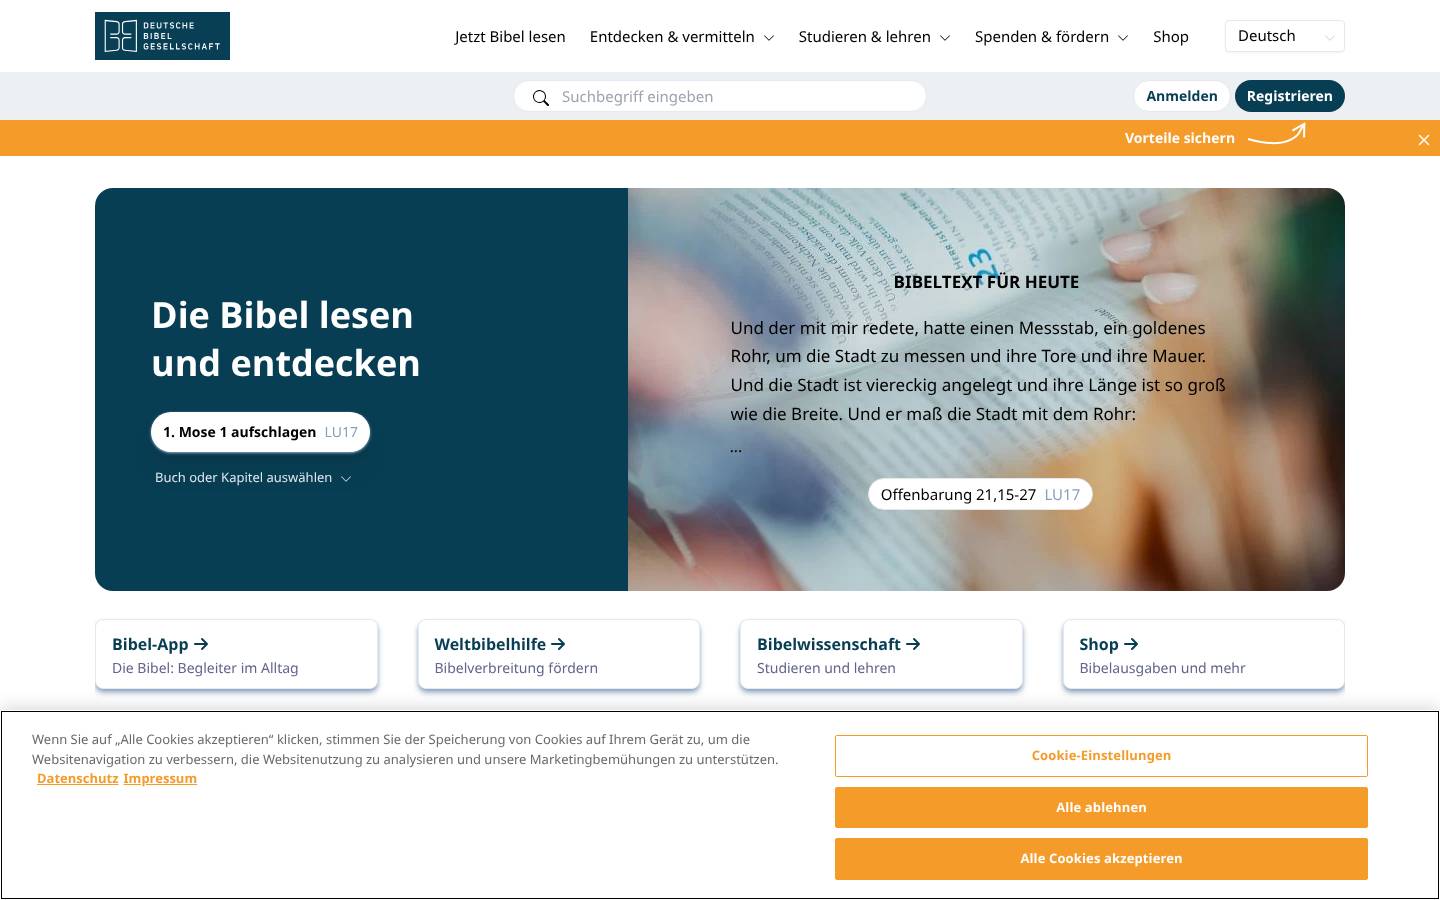 DEUTSCHE
BIBEL
GESELLSCHAFT
Jetzt Bibel lesen
Entdecken & vermitteln
Studieren & lehren
Spenden & fördern
Shop
Deutsch
Suchbegriff eingeben
Anmelden
Registrieren
Vorteile sichern
Die Bibel lesen
und entdecken
1. Mose 1 aufschlagen LU17
Buch oder Kapitel auswählen
23
BIBELTEXT FÜR HEUTE
Und der mit mir redete, hatte einen Messstab, ein goldenes
Rohr, um die Stadt zu messen und ihre Tore und ihre Mauer.
Und die Stadt ist viereckig angelegt und ihre Länge ist so groß
wie die Breite. Und er maß die Stadt mit dem Rohr:
...
Offenbarung 21,15-27 LU17
Bibel-App
Die Bibel: Begleiter im Alltag
Weltbibelhilfe
Bibelverbreitung fördern
Bibelwissenschaft
Studieren und lehren
Shop
Bibelausgaben und mehr
Wenn Sie auf „Alle Cookies akzeptieren“ klicken, stimmen Sie der Speicherung von Cookies auf Ihrem Gerät zu, um die
Websitenavigation zu verbessern, die Websitenutzung zu analysieren und unsere Marketingbemühungen zu unterstützen.
Datenschutz Impressum
Cookie-Einstellungen
Alle ablehnen
Alle Cookies akzeptieren